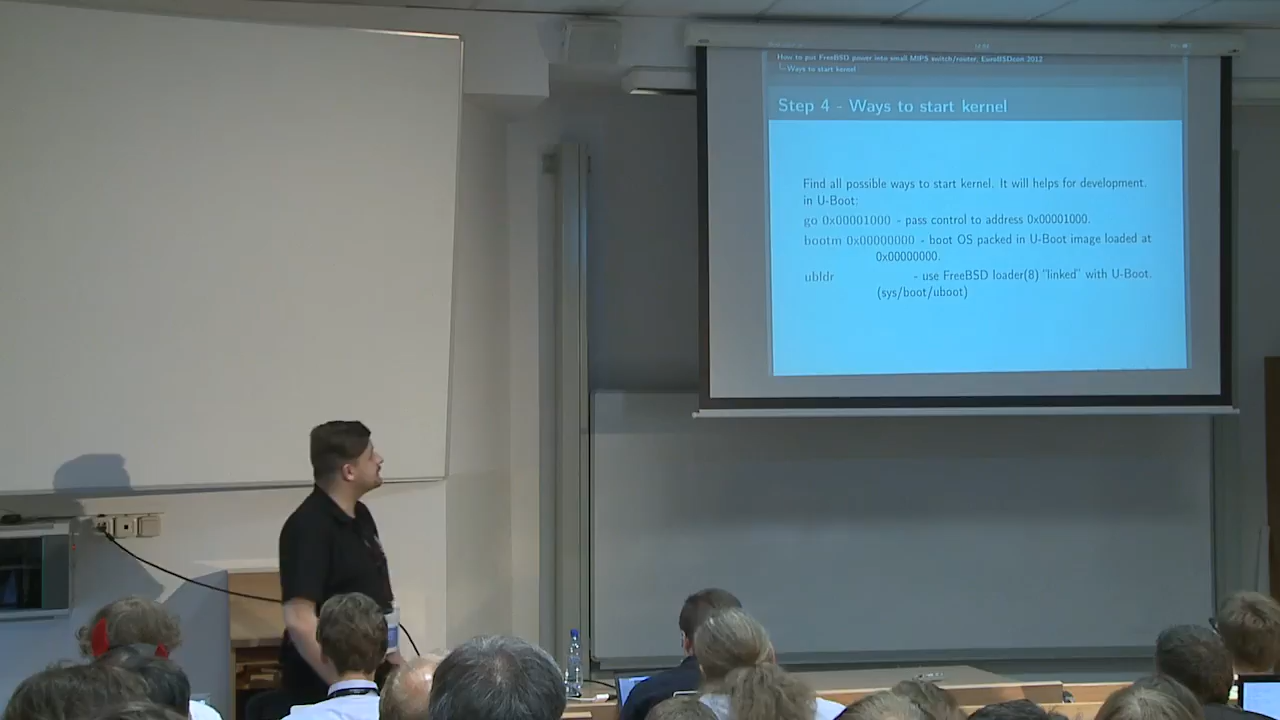 How to put FreeBSD power into small MIPS switch/router, EuroBSDcon 2012
Ways to start kernel
Step 4 - Ways to start kernel
Find all possible ways to start kernel. It will helps for development.
in U-Boot:
go 0x00001000 - pass control to address 0x00001000.
bootm 0x00000000 - boot OS packed in U-Boot image loaded at
0x00000000.
ubldr - use FreeBSD loader(8) "linked" with U-Boot.
(sys/boot/uboot)